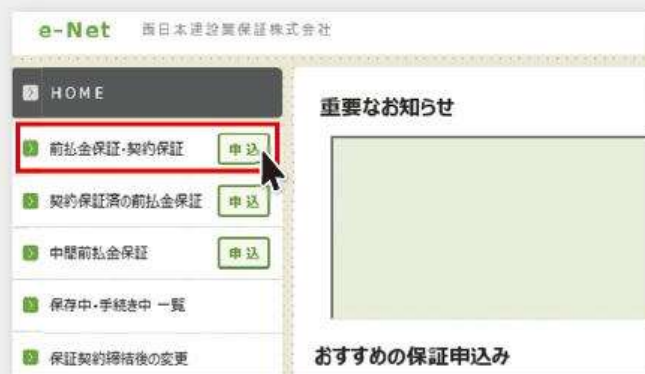 e-Net 西日本建設業保証株式会社
HOME
前払金保証・契約保証 申込
契約保証済の前払金保証 申込
中間前払金保証 申込
保存中・手続き中 一覧
保証契約締結後の変更
重要なお知らせ
おすすめの保証申込み